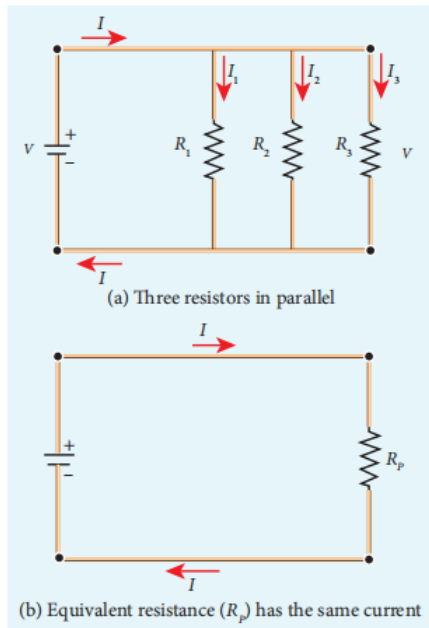 I
I₁ I₂ I₃
+
V R₁ R₂ R₃ V
−
I
(a) Three resistors in parallel
I
+
Rₚ
−
I
(b) Equivalent resistance (Rₚ) has the same current